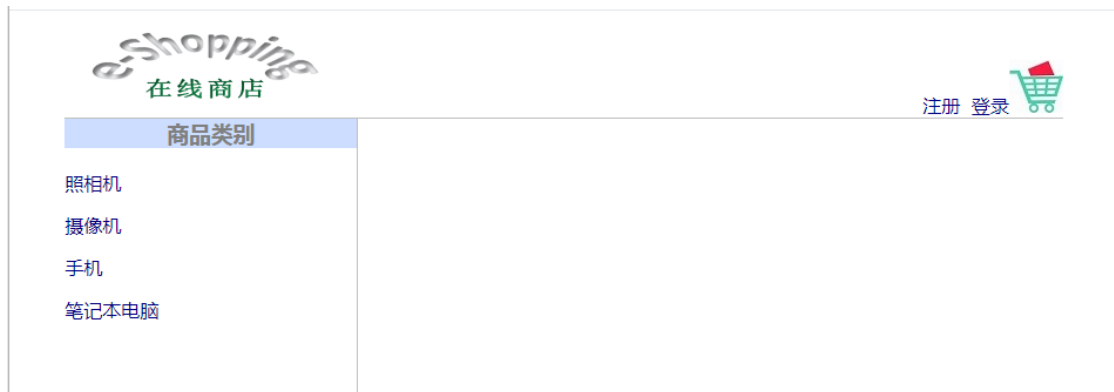 e-Shopping
在线商店
注册 登录
商品类别
照相机
摄像机
手机
笔记本电脑